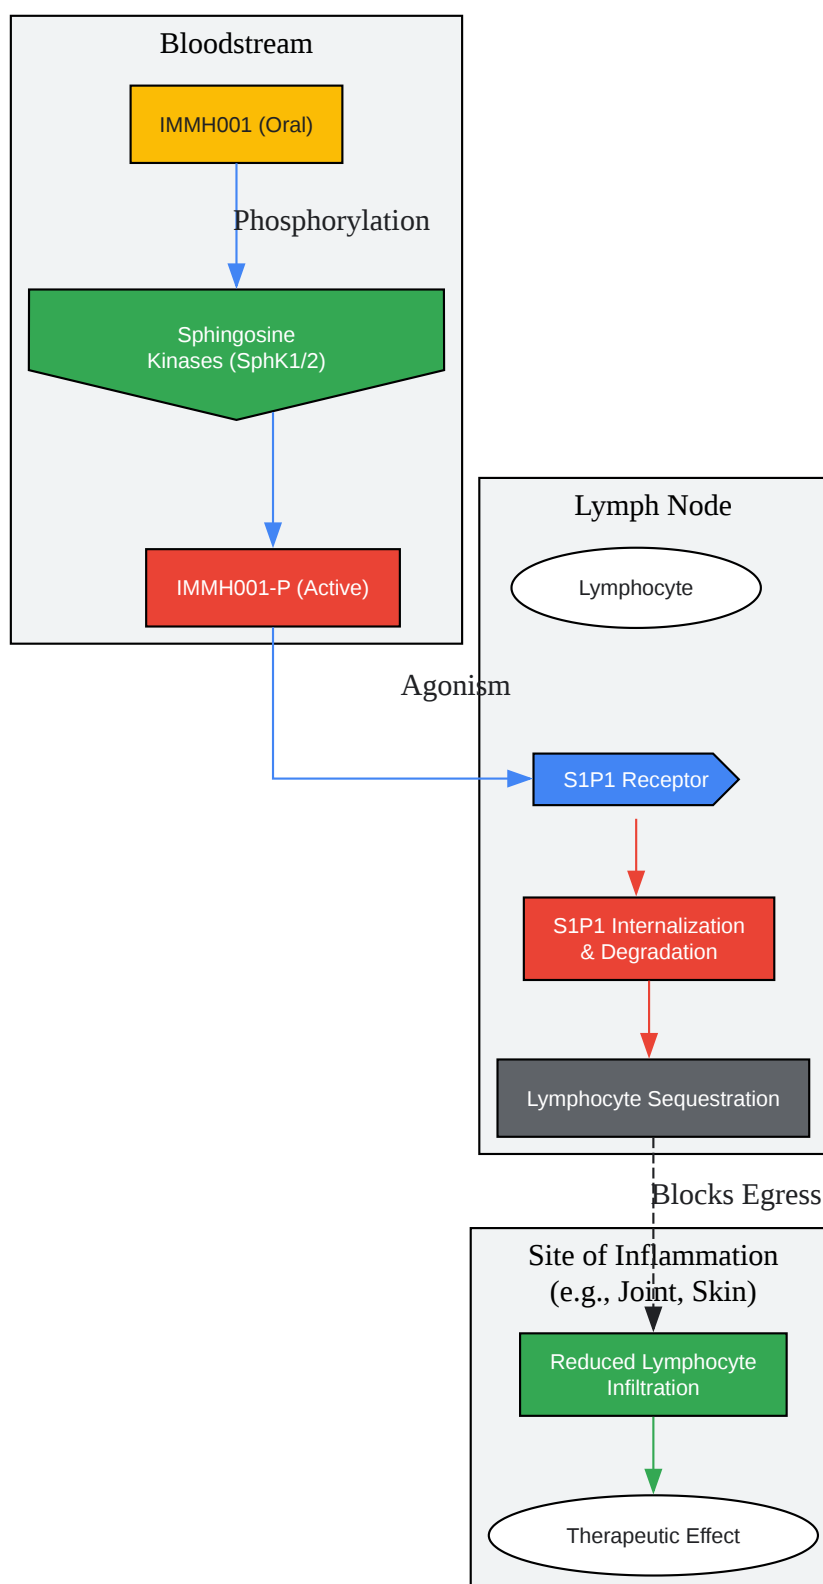 Bloodstream
IMMH001 (Oral)
Phosphorylation
Sphingosine
Kinases (SphK1/2)
IMMH001-P (Active)
Lymph Node
Lymphocyte
Agonism
S1P1 Receptor
S1P1 Internalization
& Degradation
Lymphocyte Sequestration
Blocks Egress
Site of Inflammation
(e.g., Joint, Skin)
Reduced Lymphocyte
Infiltration
Therapeutic Effect